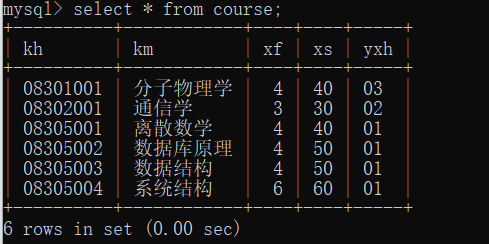 mysql> select * from course;
+----------+------------+----+----+-----+
| kh | km | xf | xs | yxh |
+----------+------------+----+----+-----+
| 08301001 | 分子物理学 | 4 | 40 | 03 |
| 08302001 | 通信学 | 3 | 30 | 02 |
| 08305001 | 离散数学 | 4 | 40 | 01 |
| 08305002 | 数据库原理 | 4 | 50 | 01 |
| 08305003 | 数据结构 | 4 | 50 | 01 |
| 08305004 | 系统结构 | 6 | 60 | 01 |
+----------+------------+----+----+-----+
6 rows in set (0.00 sec)